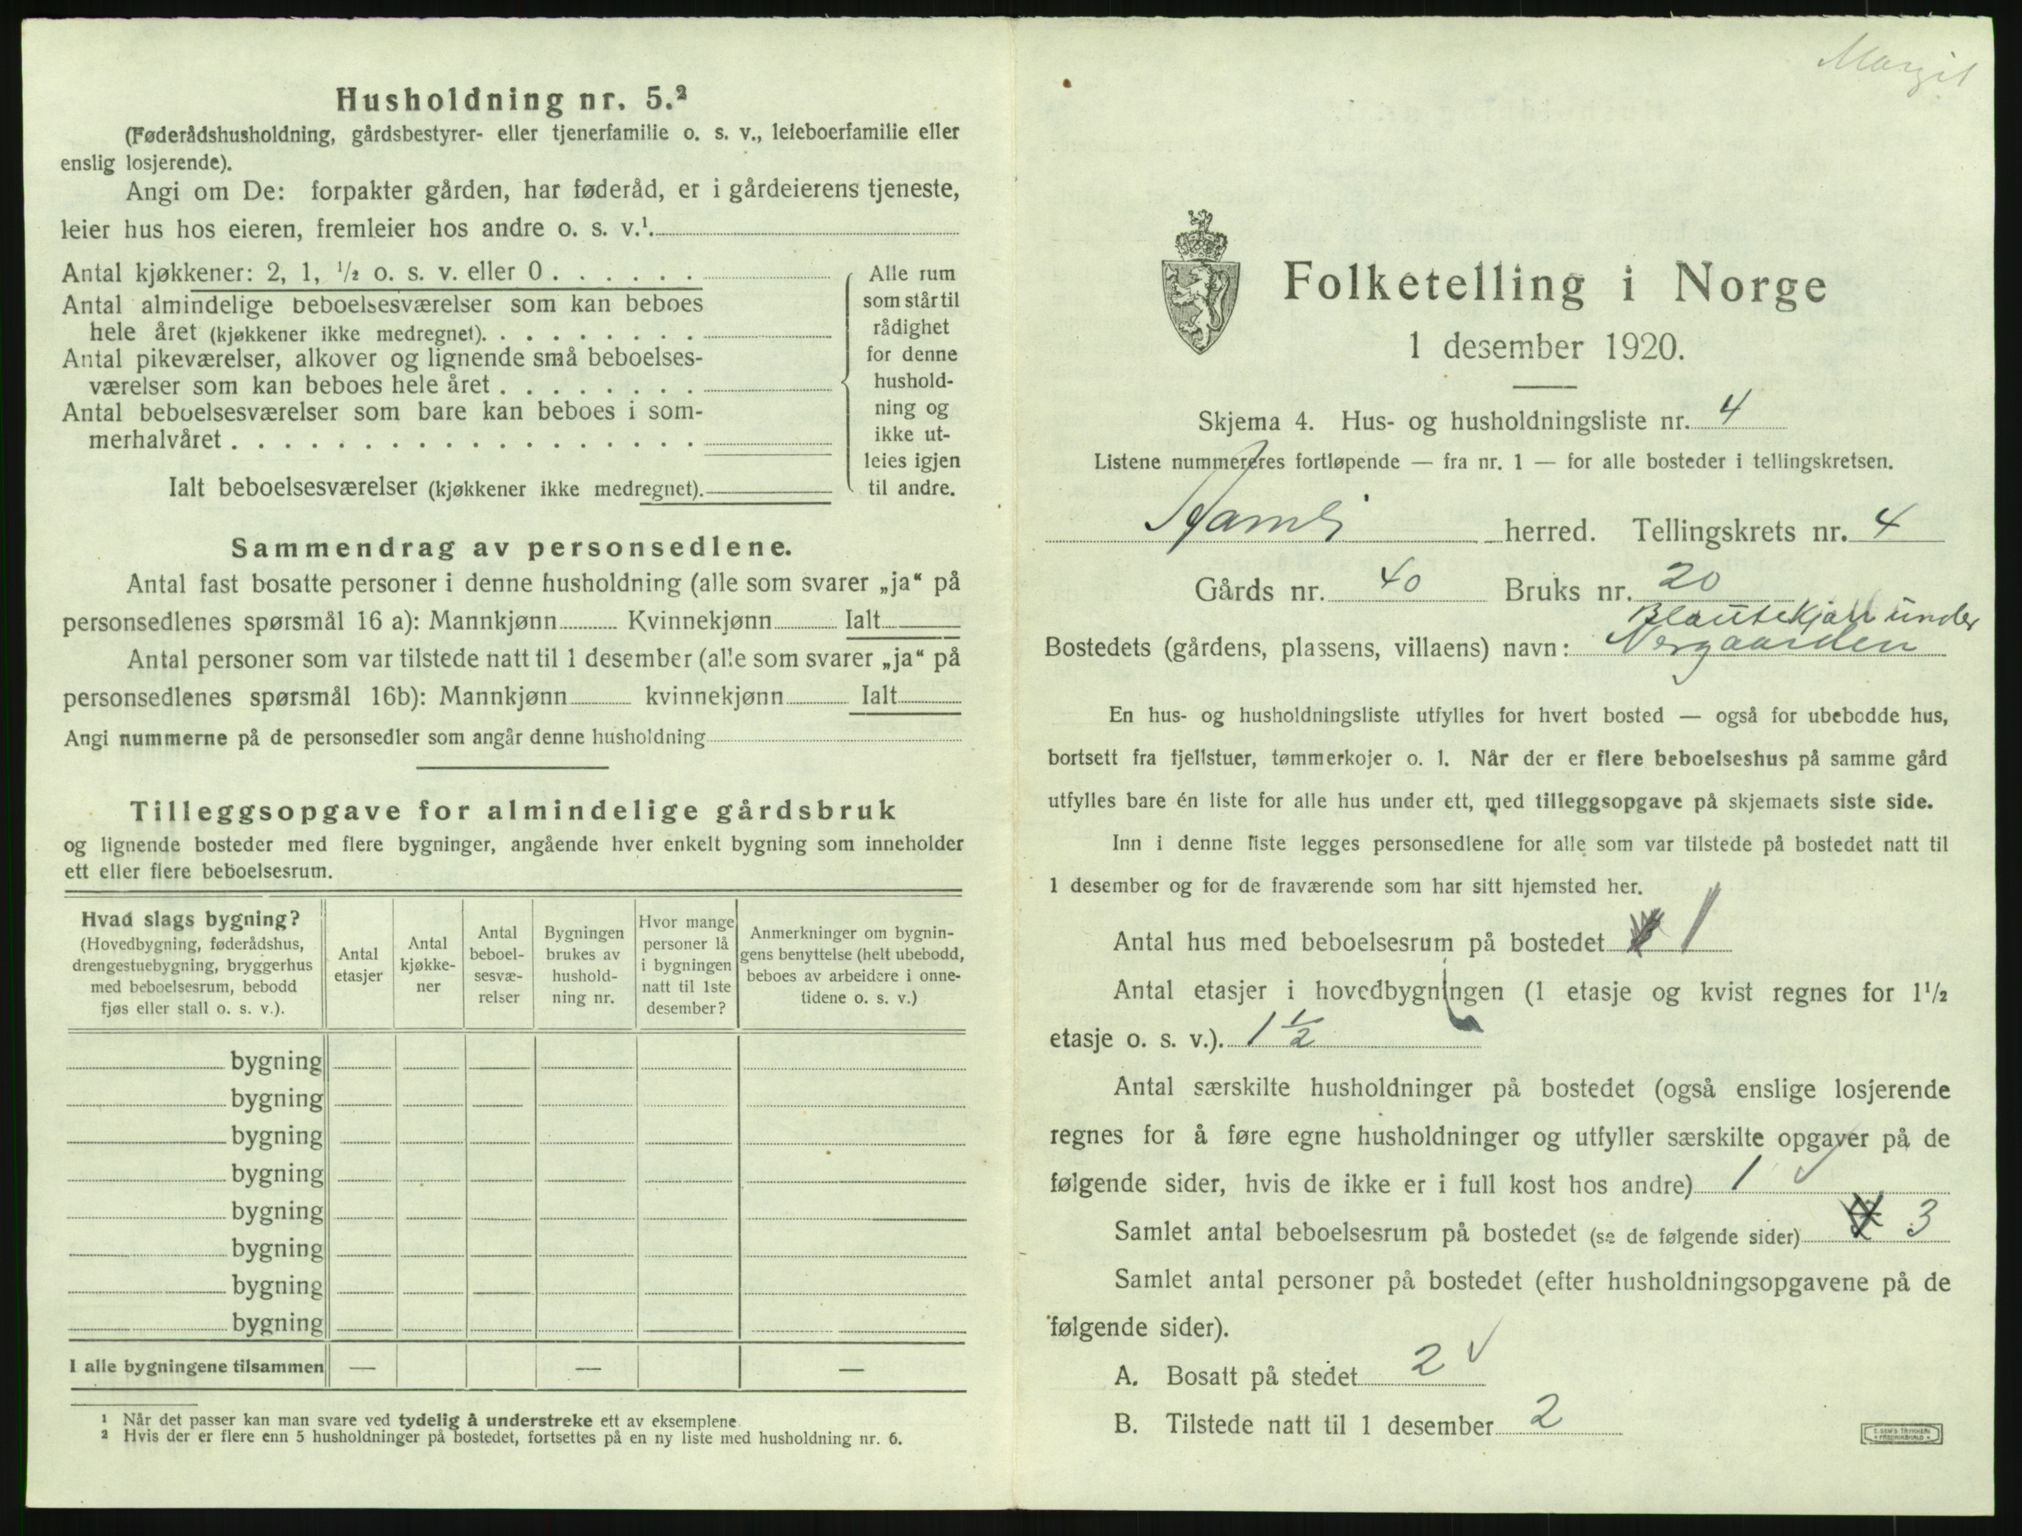 Husholdning nr. 5.²
(Føderådshusholdning, gårdsbestyrer- eller tjenerfamilie o. s. v., leieboerfamilie eller
enslig losjerende).
Angi om De: forpakter gården, har føderåd, er i gårdeierens tjeneste,
leier hus hos eieren, fremleier hos andre o. s. v.¹.
Antal kjøkkener: 2, 1, ½ o. s. v. eller 0 . . . . . .
Antal almindelige beboelsesværelser som kan beboes
hele året (kjøkkener ikke medregnet). . . . . . . . .
Antal pikeværelser, alkover og lignende små beboelses-
værelser som kan beboes hele året . . . . . . . .
Antal beboelsesværelser som bare kan beboes i som-
merhalvåret . . . . . . . . . . . . . . . . . .
Ialt beboelsesværelser (kjøkkener ikke medregnet).
Alle rum
som står til
rådighet
for denne
hushold-
ning og
ikke ut-
leies igjen
til andre.
Sammendrag av personsedlene.
Antal fast bosatte personer i denne husholdning (alle som svarer „ja“ på
personsedlenes spørsmål 16 a): Mannkjønn Kvinnekjønn Ialt
Antal personer som var tilstede natt til 1 desember (alle som svarer „ja“ på
personsedlenes spørsmål 16b): Mannkjønn kvinnekjønn Ialt
Angi nummerne på de personsedler som angår denne husholdning
Tilleggsopgave for almindelige gårdsbruk
og lignende bosteder med flere bygninger, angående hver enkelt bygning som inneholder
ett eller flere beboelsesrum.
Hvad slags bygning?
(Hovedbygning, føderådshus,
drengestuebygning, bryggerhus
med beboelsesrum, bebodd
fjøs eller stall o. s. v.).
Antal
etasjer
Antal
kjøkke-
ner
Antal
beboel-
sesvæ-
relser
Bygningen
brukes av
hushold-
ning nr.
Hvor mange
personer lå
i bygningen
natt til 1ste
desember?
Anmerkninger om bygnin-
gens benyttelse (helt ubebodd,
beboes av arbeidere i onne-
tidene o. s. v.)
bygning
bygning
bygning
bygning
bygning
bygning
bygning
bygning
I alle bygningene tilsammen — — —
¹ Når det passer kan man svare ved tydelig å understreke ett av eksemplene
² Hvis der er flere enn 5 husholdninger på bostedet, fortsettes på en ny liste med husholdning nr. 6.
Margit
Folketelling i Norge
1 desember 1920.
Skjema 4. Hus- og husholdningsliste nr. 4
Listene nummereres fortløpende — fra nr. 1 — for alle bosteder i tellingskretsen.
herred. Tellingskrets nr. 4
Gårds nr. 40 Bruks nr. 20
Blautekjær under
Bostedets (gårdens, plassens, villaens) navn: Nergaarden
En hus- og husholdningsliste utfylles for hvert bosted — også for ubebodde hus,
bortsett fra fjellstuer, tømmerkojer o. l. Når der er flere beboelseshus på samme gård
utfylles bare én liste for alle hus under ett, med tilleggsopgave på skjemaets siste side.
Inn i denne liste legges personsedlene for alle som var tilstede på bostedet natt til
1 desember og for de fraværende som har sitt hjemsted her.
Antal hus med beboelsesrum på bostedet 1
Antal etasjer i hovedbygningen (1 etasje og kvist regnes for 1½
etasje o. s. v.). 1½
Antal særskilte husholdninger på bostedet (også enslige losjerende
regnes for å føre egne husholdninger og utfyller særskilte opgaver på de
følgende sider, hvis de ikke er i full kost hos andre) 1 ✓
Samlet antal beboelsesrum på bostedet (se de følgende sider) 3
Samlet antal personer på bostedet (efter husholdningsopgavene på de
følgende sider).
A. Bosatt på stedet 2 ✓
B. Tilstede natt til 1 desember 2